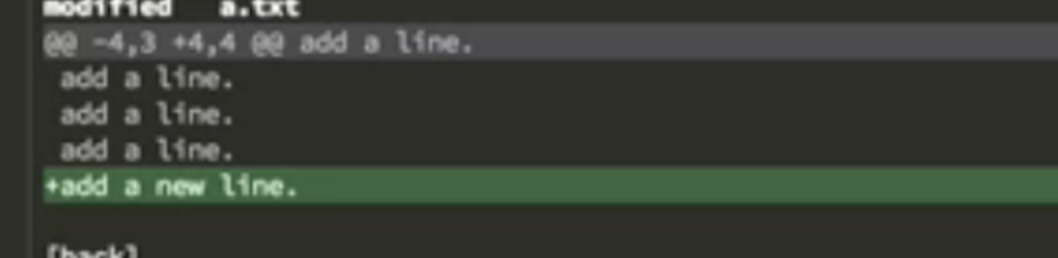 modified   a.txt
@@ -4,3 +4,4 @@ add a line.
 add a line.
 add a line.
 add a line.
+add a new line.
[back]